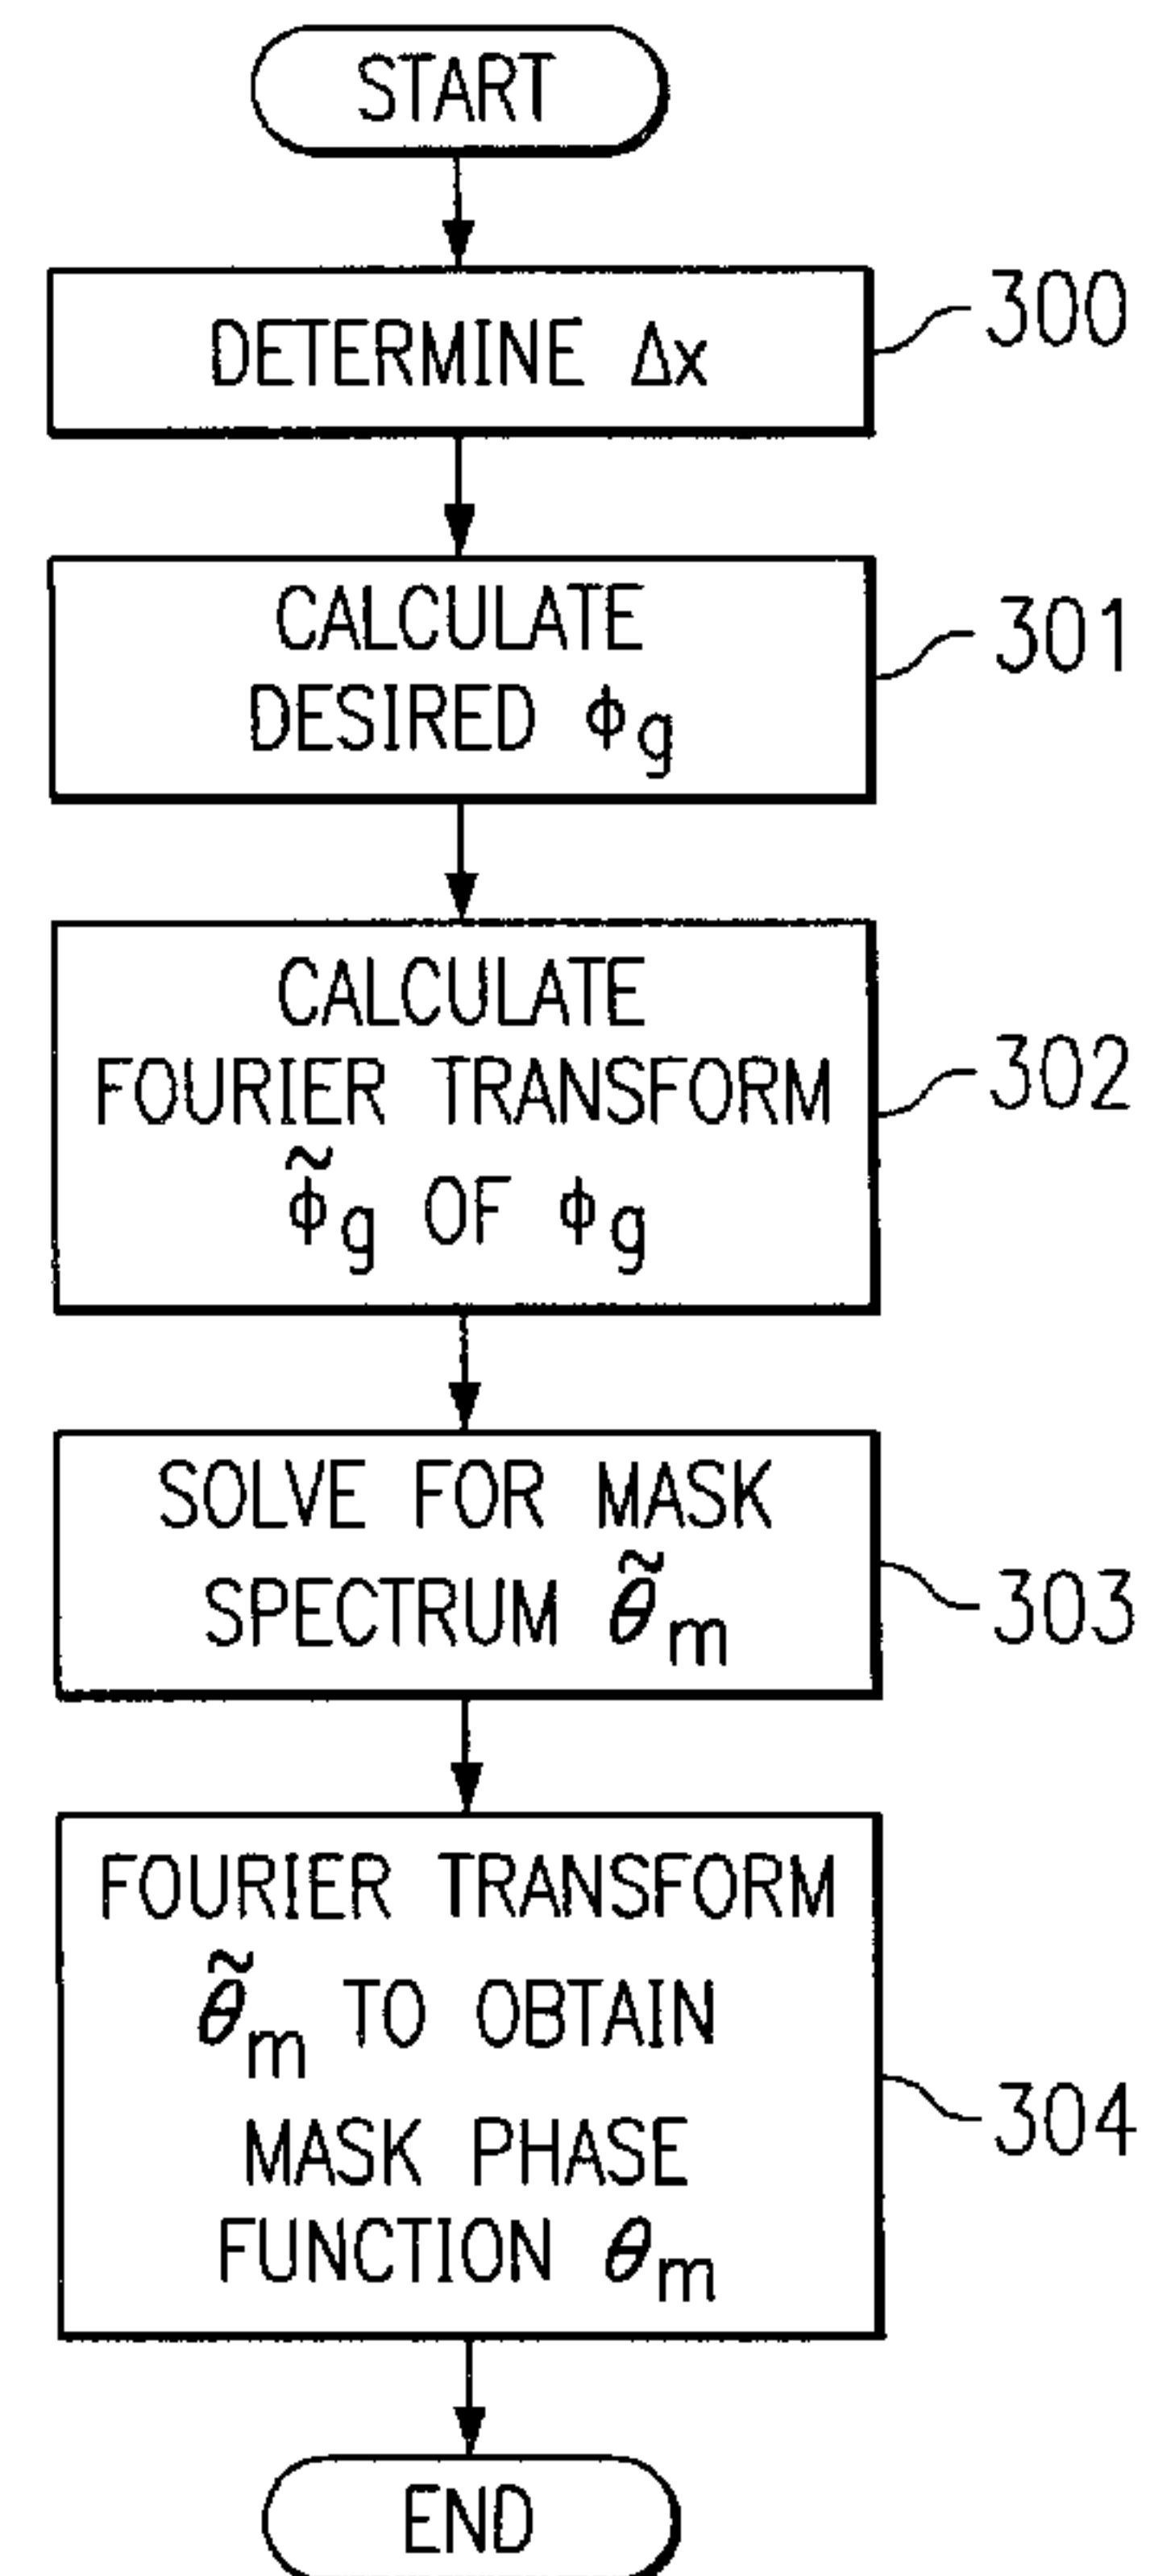 START
DETERMINE Δx
300
CALCULATE
DESIRED ϕg
301
CALCULATE
FOURIER TRANSFORM
ϕ̃g OF ϕg
302
SOLVE FOR MASK
SPECTRUM θ̃m
303
FOURIER TRANSFORM
θ̃m TO OBTAIN
MASK PHASE
FUNCTION θm
304
END